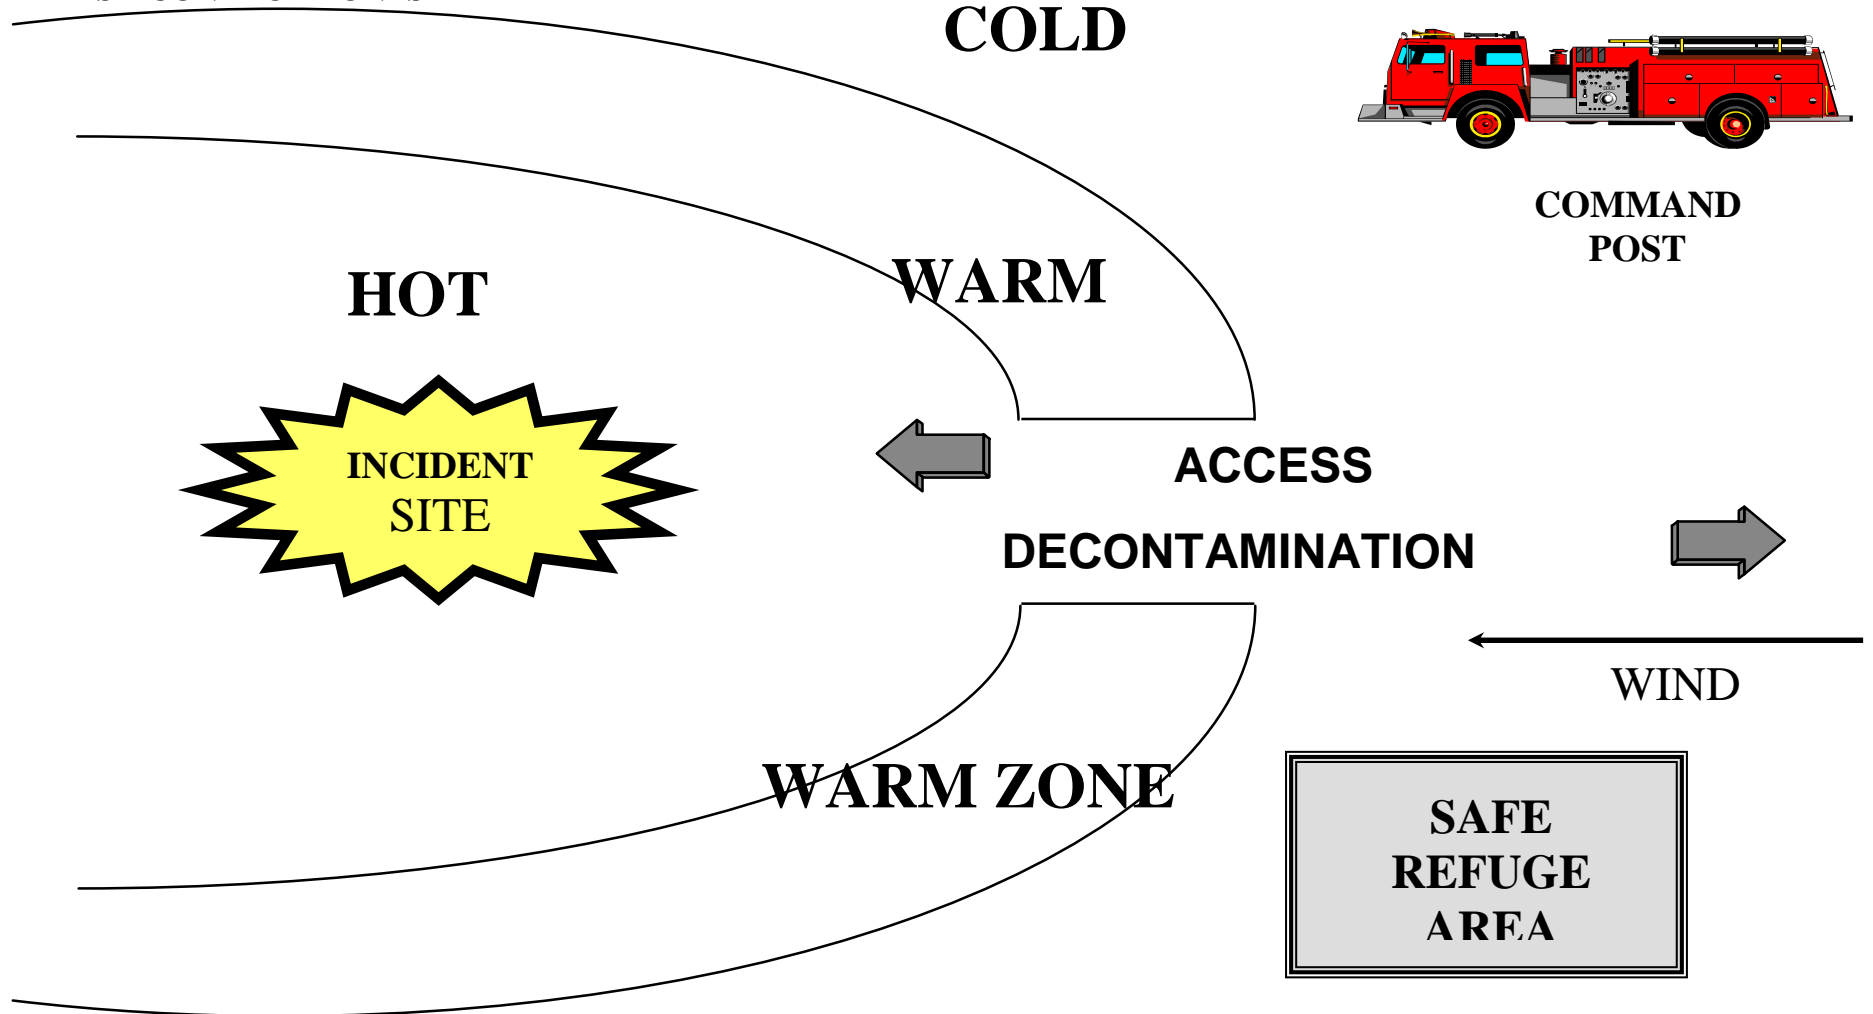 COLD
COMMAND
POST
HOT
WARM
INCIDENT
SITE
ACCESS
DECONTAMINATION
WIND
WARM ZONE
SAFE
REFUGE
AREA